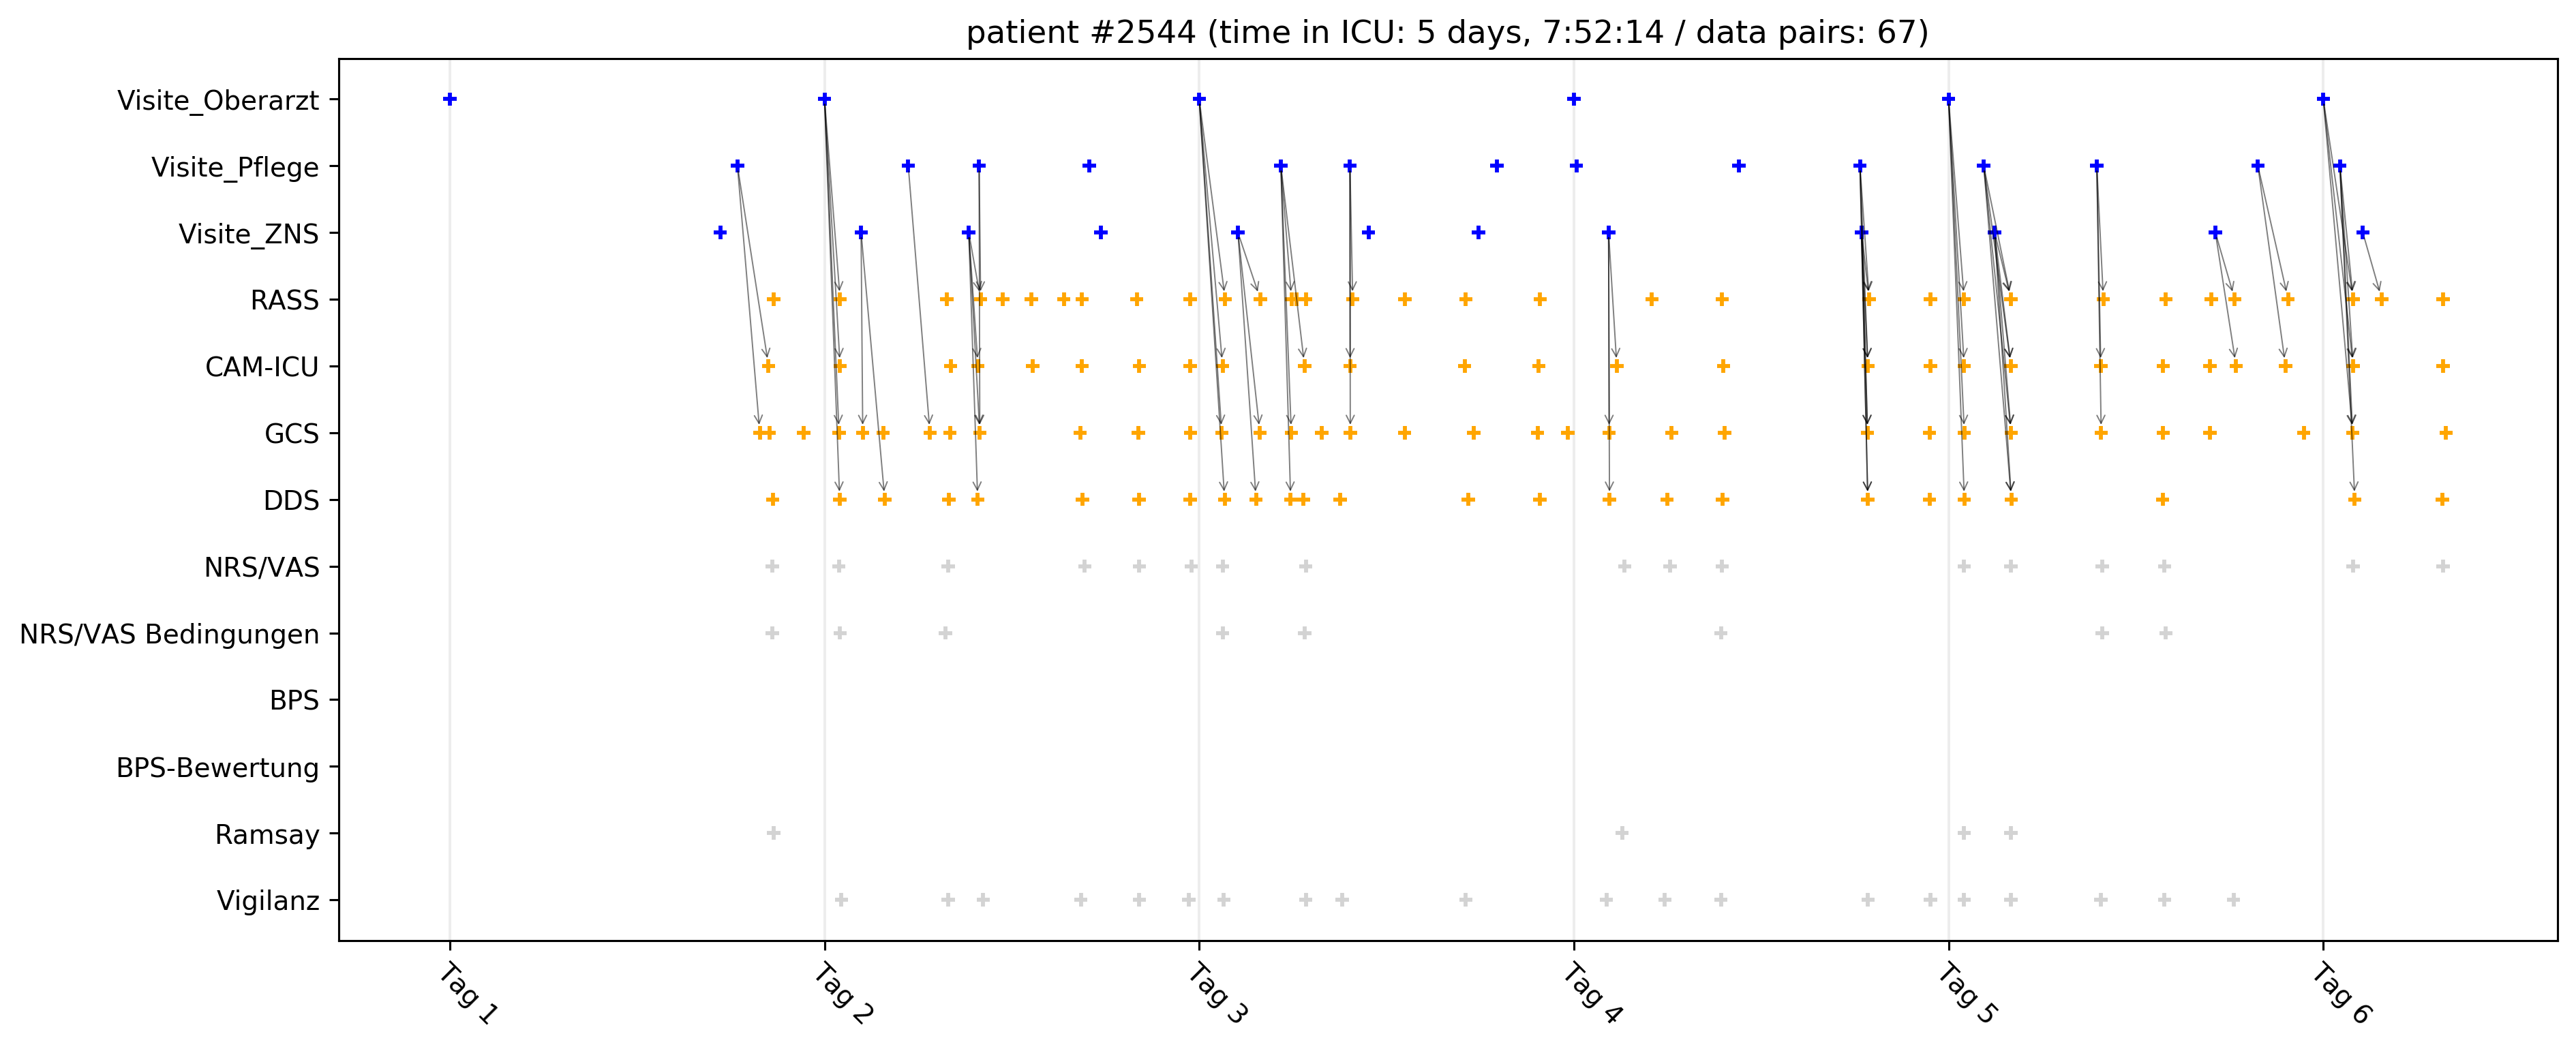 patient #2544 (time in ICU: 5 days, 7:52:14 / data pairs: 67)
Visite_Oberarzt
Visite_Pflege
Visite_ZNS
RASS
CAM-ICU
GCS
DDS
NRS/VAS
NRS/VAS Bedingungen
BPS
BPS-Bewertung
Ramsay
Vigilanz
Tag 1
Tag 2
Tag 3
Tag 4
Tag 5
Tag 6